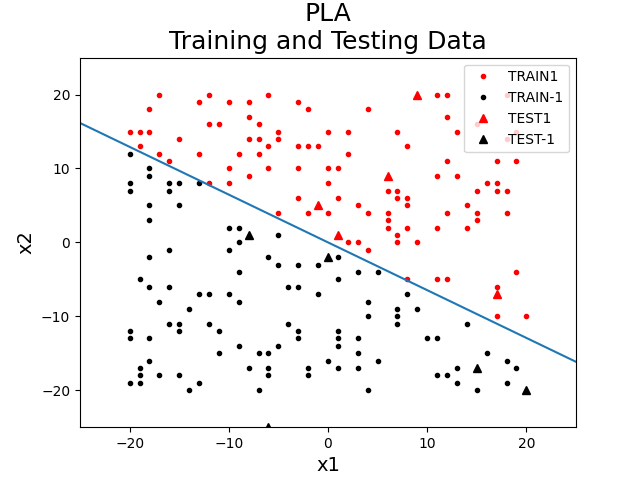 PLA
Training and Testing Data
TRAIN1
TRAIN-1
TEST1
TEST-1
20
10
0
−10
−20
x2
−20
−10
0
10
20
x1